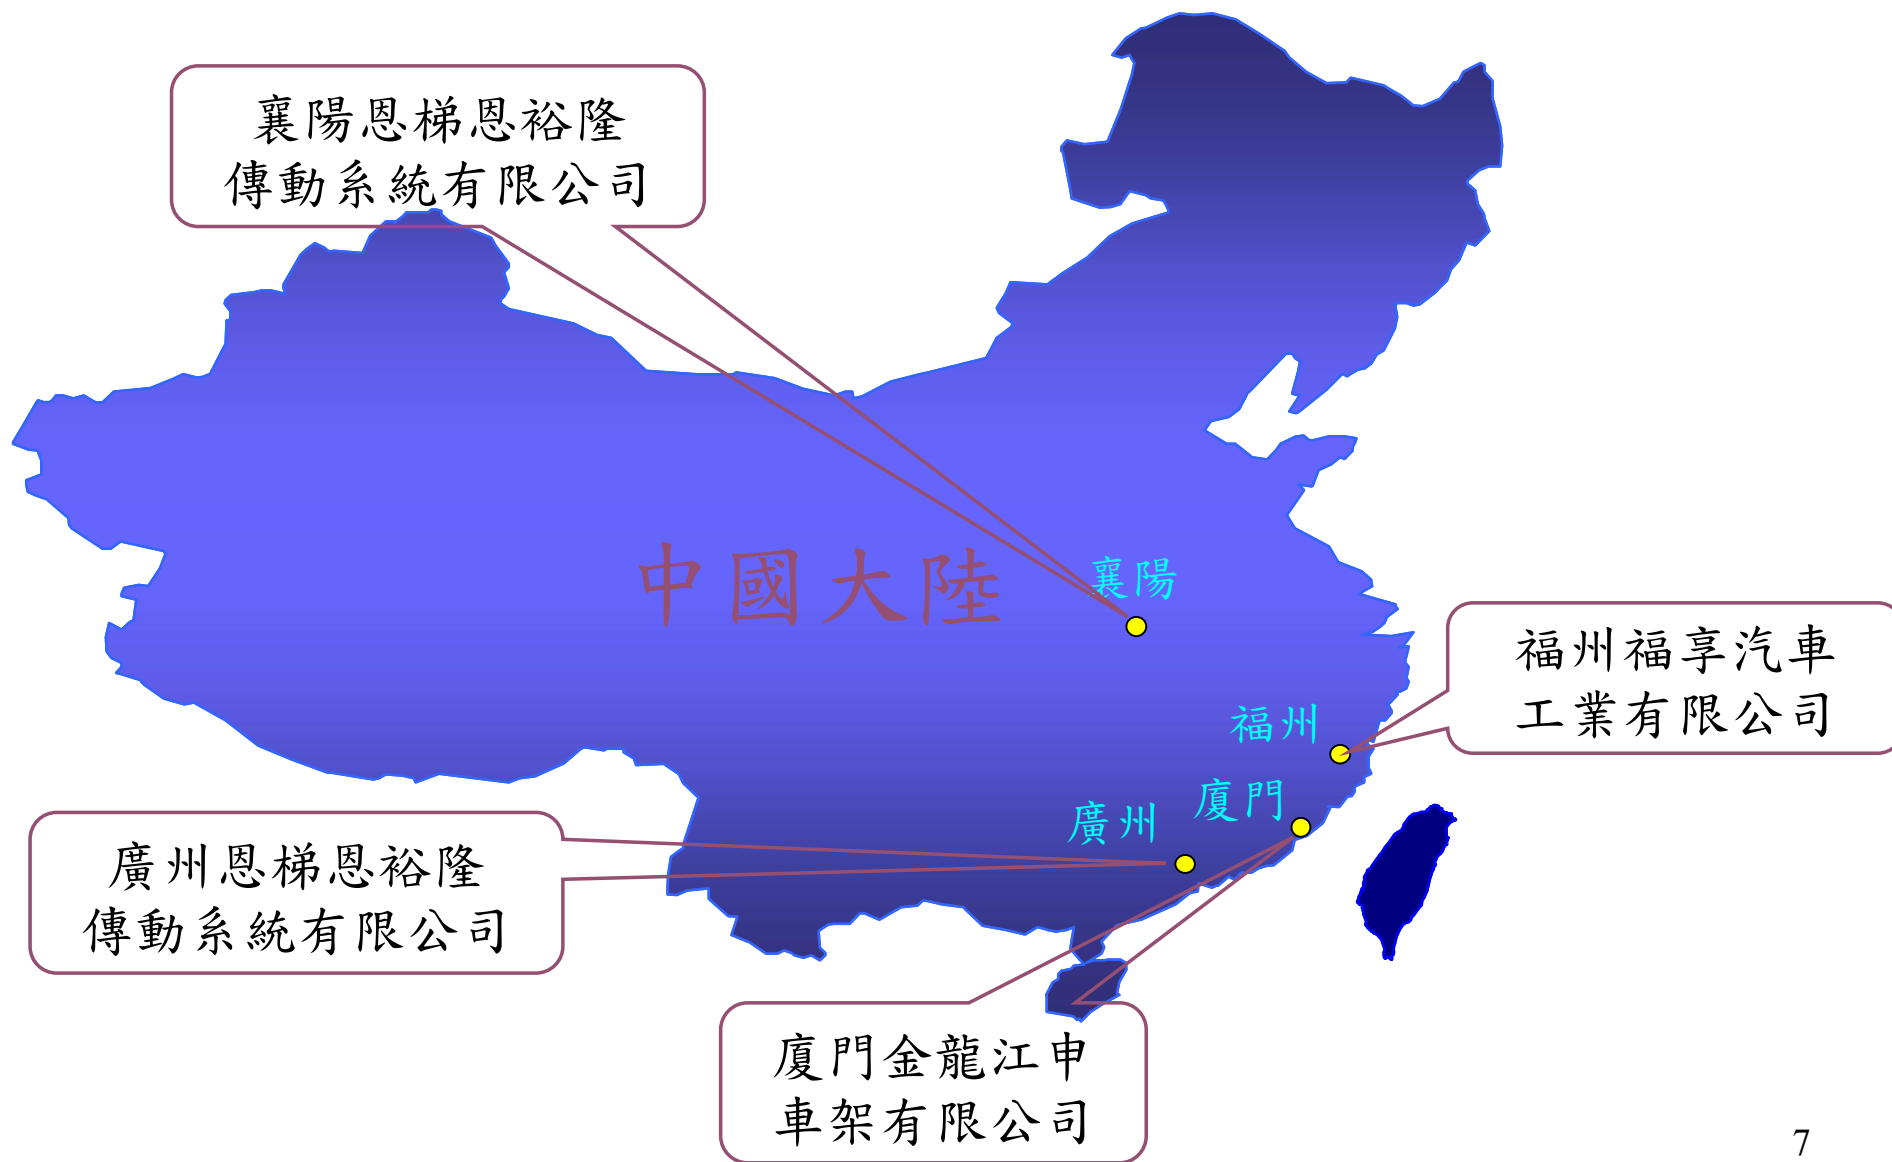 襄陽恩梯恩裕隆
傳動系統有限公司
中國大陸
襄陽
福州福享汽車
工業有限公司
福州
廈門
廣州
廣州恩梯恩裕隆
傳動系統有限公司
廈門金龍江申
車架有限公司
7